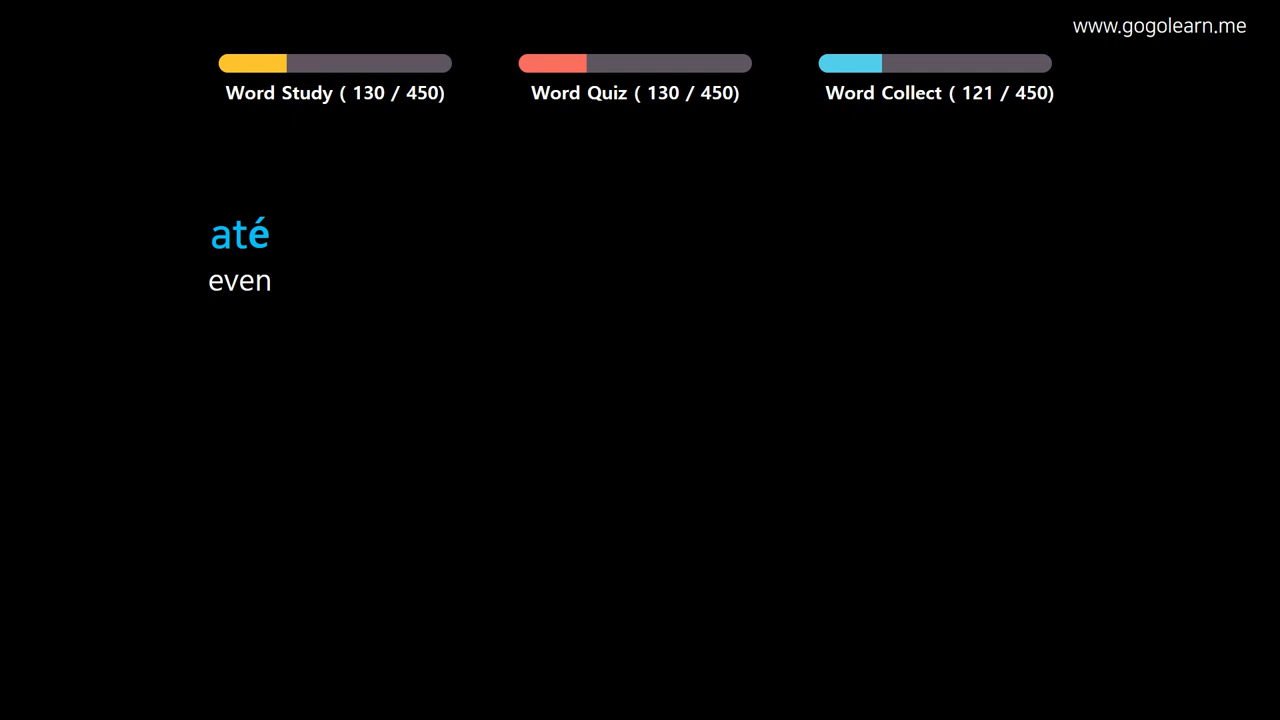 www.gogolearn.me
Word Study ( 130 / 450)
Word Quiz ( 130 / 450)
Word Collect ( 121 / 450)
até
even